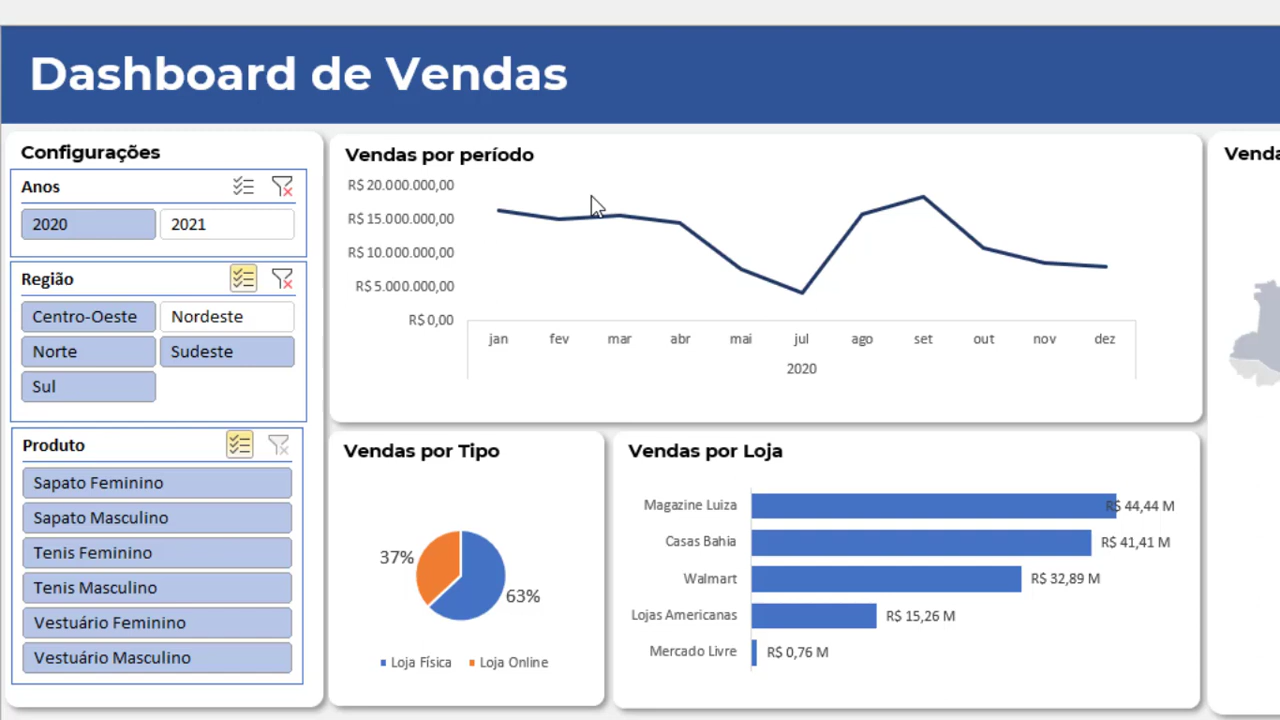 Dashboard de Vendas
Configurações
Anos
2020 2021
Região
Centro-Oeste Nordeste
Norte Sudeste
Sul
Produto
Sapato Feminino
Sapato Masculino
Tenis Feminino
Tenis Masculino
Vestuário Feminino
Vestuário Masculino
Vendas por período
R$ 20.000.000,00
R$ 15.000.000,00
R$ 10.000.000,00
R$ 5.000.000,00
R$ 0,00
jan fev mar abr mai jul ago set out nov dez
2020
Vendas por Tipo
37%
63%
Loja Física Loja Online
Vendas por Loja
Magazine Luiza R$ 44,44 M
Casas Bahia R$ 41,41 M
Walmart R$ 32,89 M
Lojas Americanas R$ 15,26 M
Mercado Livre R$ 0,76 M